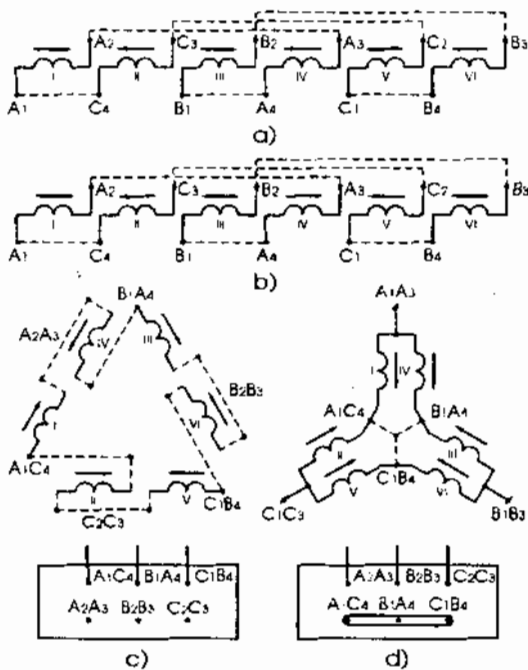 A2 C3 B2 A3 C2 B3
I II III IV V VI
A1 C4 B1 A4 C1 B4
a)
A2 C3 B2 A3 C2 B3
I II III IV V VI
A1 C4 B1 A4 C1 B4
b)
B1A4 A1A3
A2A3 IV III I IV
B2B3
I VI A1C4 B1A4
A1C4 II III
II V C1B4 V VI C1B4
C2C3 C1C3 B1B3
A1C4 B1A4 C1B4 A2A3 B2B3 C2C3
A2A3 B2B3 C2C3 A1C4 B1A4 C1B4
c) d)